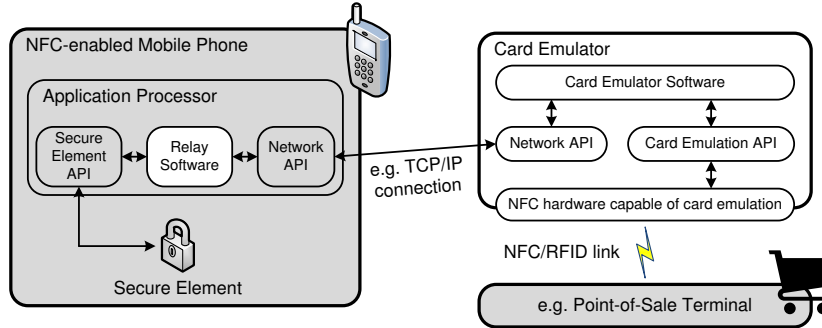 NFC-enabled Mobile Phone
Application Processor
Secure
Element
API
Relay
Software
Network
API
Secure Element
e.g. TCP/IP
connection
Card Emulator
Card Emulator Software
Network API
Card Emulation API
NFC hardware capable of card emulation
NFC/RFID link
e.g. Point-of-Sale Terminal